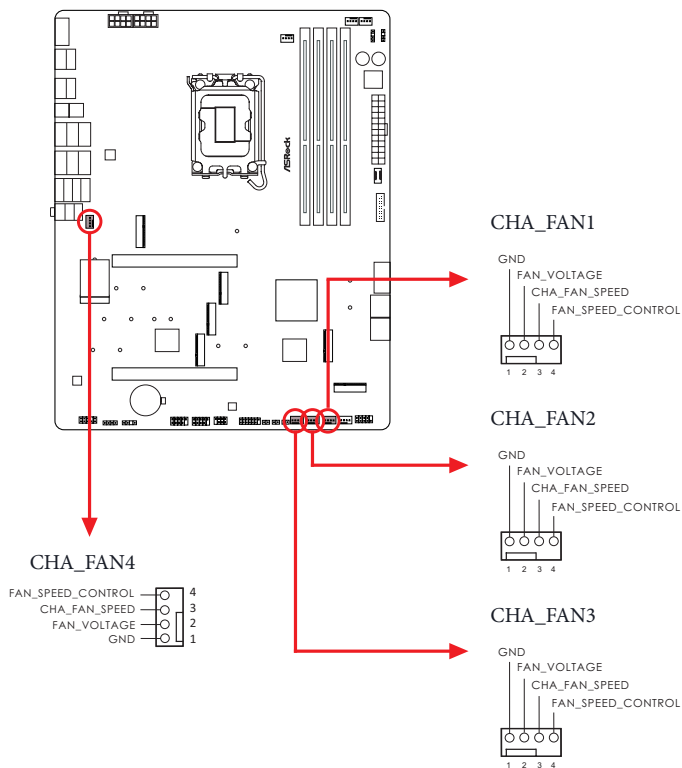 ASRock
CHA_FAN1
GND
FAN_VOLTAGE
CHA_FAN_SPEED
FAN_SPEED_CONTROL
1 2 3 4
CHA_FAN2
GND
FAN_VOLTAGE
CHA_FAN_SPEED
FAN_SPEED_CONTROL
1 2 3 4
CHA_FAN4
FAN_SPEED_CONTROL 4
CHA_FAN_SPEED 3
FAN_VOLTAGE 2
GND 1
CHA_FAN3
GND
FAN_VOLTAGE
CHA_FAN_SPEED
FAN_SPEED_CONTROL
1 2 3 4